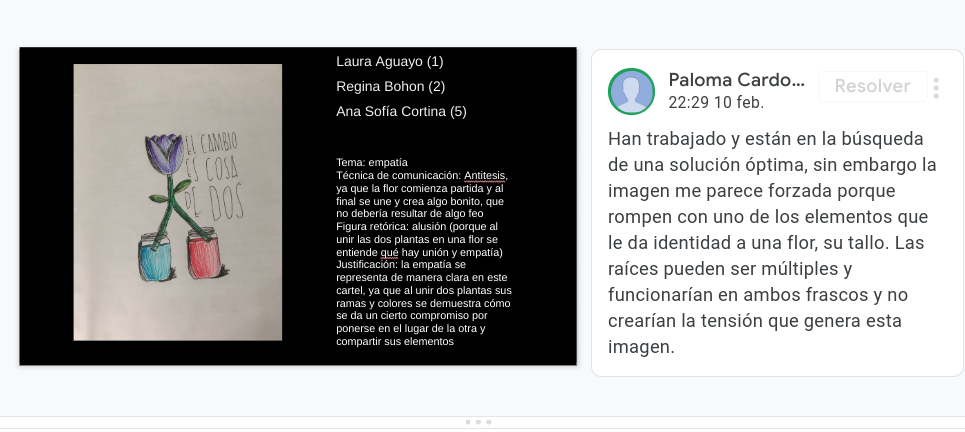 Laura Aguayo (1)
Regina Bohon (2)
Ana Sofía Cortina (5)
EL CAMBIO
ES COSA
DE DOS
Tema: empatía
Técnica de comunicación: Antitesis,
ya que la flor comienza partida y al
final se une y crea algo bonito, que
no debería resultar de algo feo
Figura retórica: alusión (porque al
unir las dos plantas en una flor se
entiende qué hay unión y empatía)
Justificación: la empatía se
representa de manera clara en este
cartel, ya que al unir dos plantas sus
ramas y colores se demuestra cómo
se da un cierto compromiso por
ponerse en el lugar de la otra y
compartir sus elementos
Paloma Cardo...
Resolver
22:29 10 feb.
Han trabajado y están en la búsqueda
de una solución óptima, sin embargo la
imagen me parece forzada porque
rompen con uno de los elementos que
le da identidad a una flor, su tallo. Las
raíces pueden ser múltiples y
funcionarían en ambos frascos y no
crearían la tensión que genera esta
imagen.